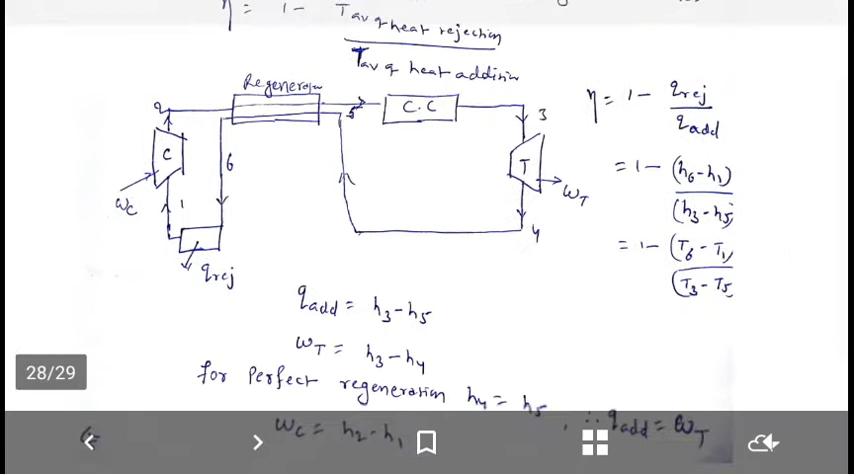 η = 1 - Tav of heat rejection
Tav of heat addition
Regenerator
2
5
C.C
3
η = 1 - qrej
qadd
C
6
T
= 1 - (h6-h1)
(h3-h5)
wc
1
wT
4
= 1 - (T6 - T1)
(T3 - T5)
qrej
qadd = h3-h5
wT = h3-h4
for perfect regeneration h4 = h5, ∴ qadd = wT
wc = h2-h1
28/29